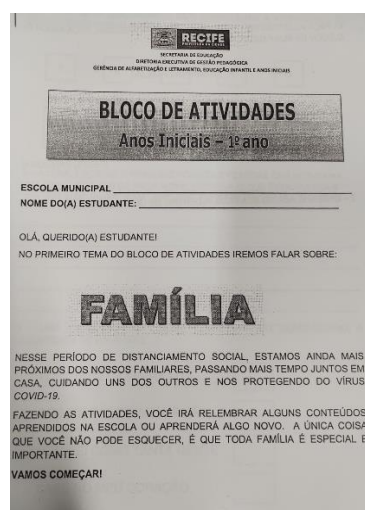 RECIFE
SECRETARIA DE EDUCAÇÃO
DIRETORIA EXECUTIVA DE GESTÃO PEDAGÓGICA
GERÊNCIA DE ALFABETIZAÇÃO E LETRAMENTO, EDUCAÇÃO INFANTIL E ANOS INICIAIS
BLOCO DE ATIVIDADES
Anos Iniciais – 1º ano
ESCOLA MUNICIPAL
NOME DO(A) ESTUDANTE:
OLÁ, QUERIDO(A) ESTUDANTE!
NO PRIMEIRO TEMA DO BLOCO DE ATIVIDADES IREMOS FALAR SOBRE:
FAMÍLIA
NESSE PERÍODO DE DISTANCIAMENTO SOCIAL, ESTAMOS AINDA MAIS
PRÓXIMOS DOS NOSSOS FAMILIARES, PASSANDO MAIS TEMPO JUNTOS EM
CASA, CUIDANDO UNS DOS OUTROS E NOS PROTEGENDO DO VÍRUS
COVID-19.
FAZENDO AS ATIVIDADES, VOCÊ IRÁ RELEMBRAR ALGUNS CONTEÚDOS
APRENDIDOS NA ESCOLA OU APRENDERÁ ALGO NOVO. A ÚNICA COISA
QUE VOCÊ NÃO PODE ESQUECER, É QUE TODA FAMÍLIA É ESPECIAL E
IMPORTANTE.
VAMOS COMEÇAR!